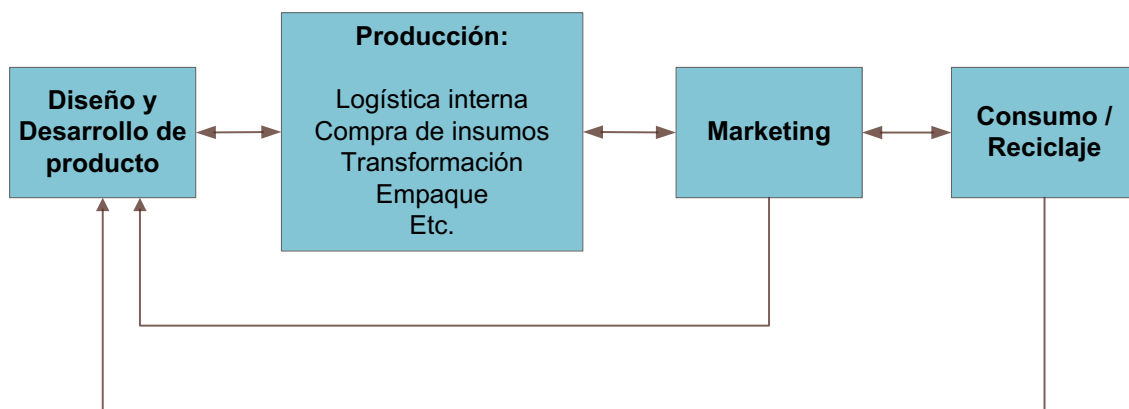 Diseño y
Desarrollo de
producto
Producción:
Logística interna
Compra de insumos
Transformación
Empaque
Etc.
Marketing
Consumo /
Reciclaje